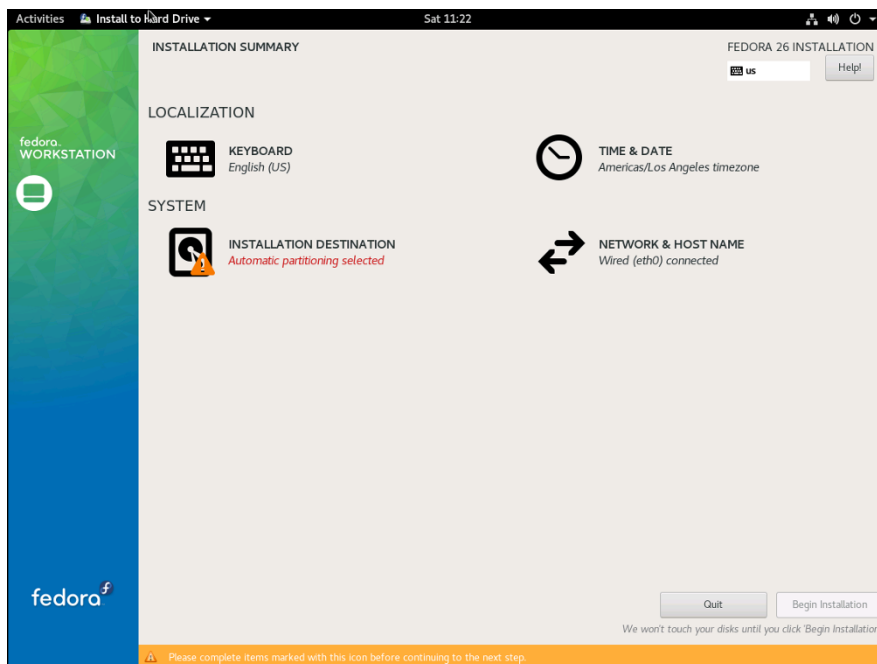 Activities Install to Hard Drive Sat 11:22
INSTALLATION SUMMARY
FEDORA 26 INSTALLATION
us Help!
LOCALIZATION
fedora.
WORKSTATION
KEYBOARD
English (US)
TIME & DATE
Americas/Los Angeles timezone
SYSTEM
INSTALLATION DESTINATION
Automatic partitioning selected
NETWORK & HOST NAME
Wired (eth0) connected
fedora
Quit Begin Installation
We won't touch your disks until you click 'Begin Installation
Please complete items marked with this icon before continuing to the next step.